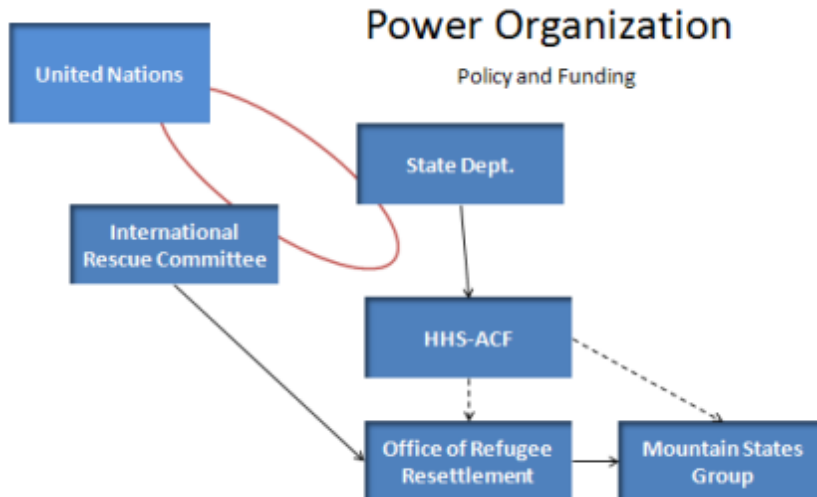 Power Organization
Policy and Funding
United Nations
State Dept.
International
Rescue Committee
HHS-ACF
Office of Refugee
Resettlement
Mountain States
Group